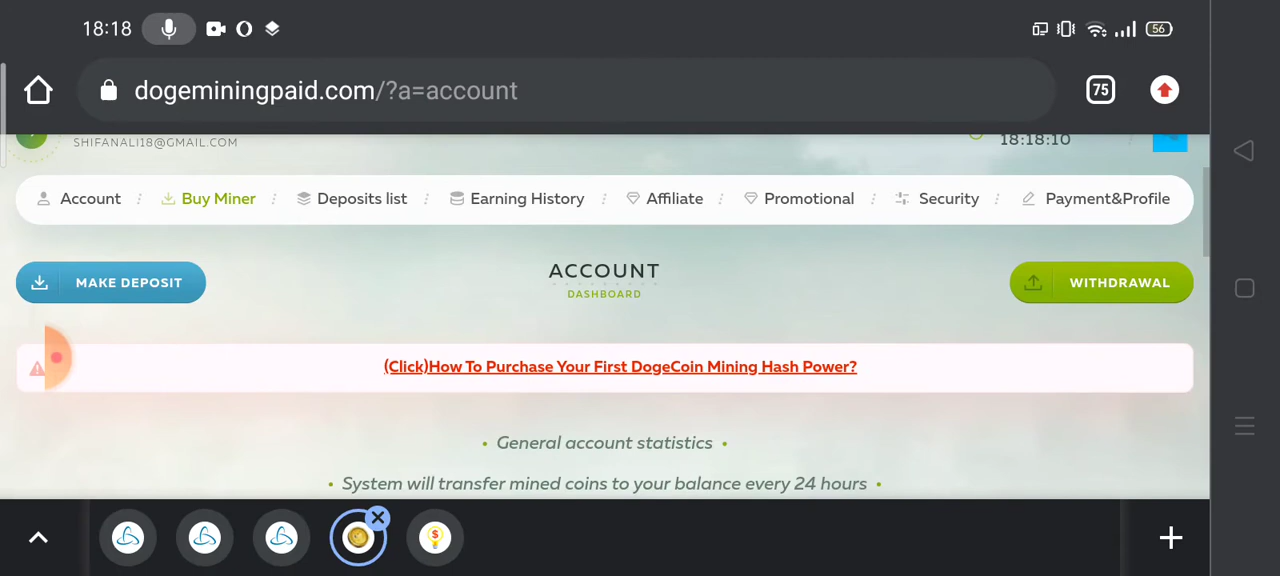 18:18
56
dogeminingpaid.com/?a=account
75
SHIFANALI18@GMAIL.COM
18:18:10
Account / Buy Miner / Deposits list / Earning History / Affiliate / Promotional / Security / Payment&Profile
MAKE DEPOSIT
ACCOUNT
DASHBOARD
WITHDRAWAL
(Click)How To Purchase Your First DogeCoin Mining Hash Power?
• General account statistics •
• System will transfer mined coins to your balance every 24 hours •